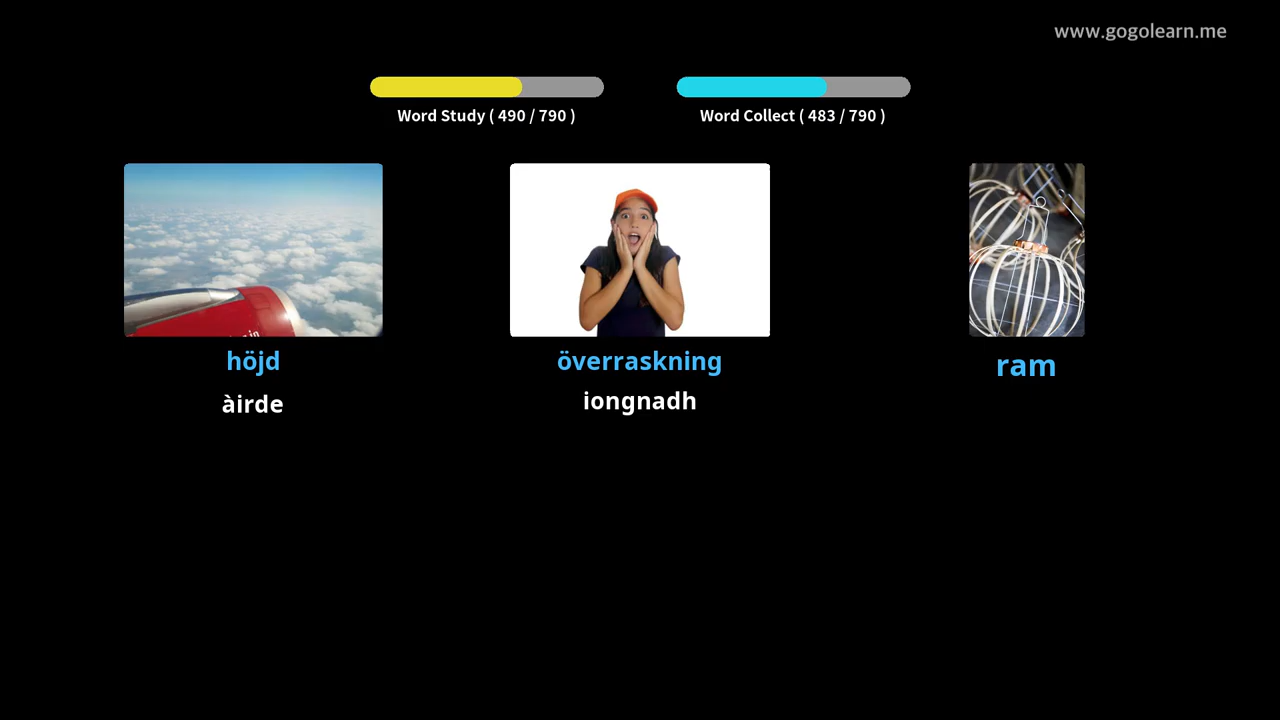 www.gogolearn.me
Word Study ( 490 / 790 )
Word Collect ( 483 / 790 )
höjd
överraskning
ram
àirde
iongnadh